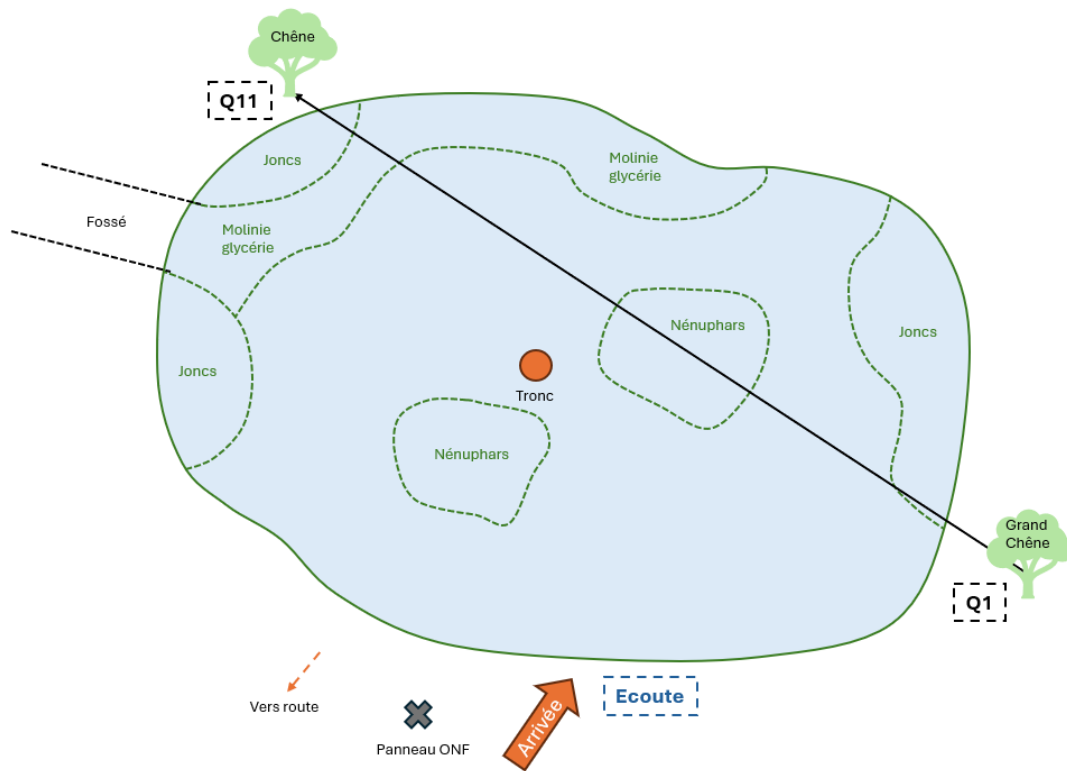 Chêne
Q11
Joncs
Molinie
glycérie
Fossé
Molinie
glycérie
Nénuphars
Joncs
Joncs
Tronc
Nénuphars
Grand
Chêne
Q1
Ecoute
Vers route
Arrivée
Panneau ONF